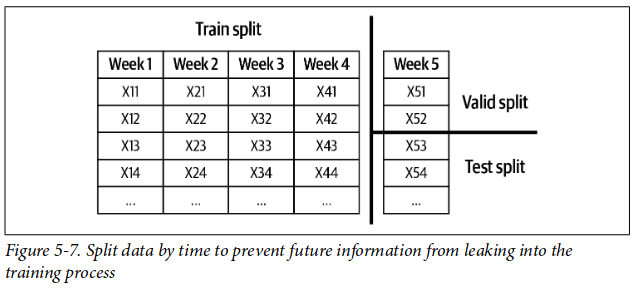 Train split
Week 1 Week 2 Week 3 Week 4 Week 5
X11 X21 X31 X41 X51
Valid split
X12 X22 X32 X42 X52
X13 X23 X33 X43 X53
Test split
X14 X24 X34 X44 X54
... ... ... ... ...
Figure 5-7. Split data by time to prevent future information from leaking into the
training process